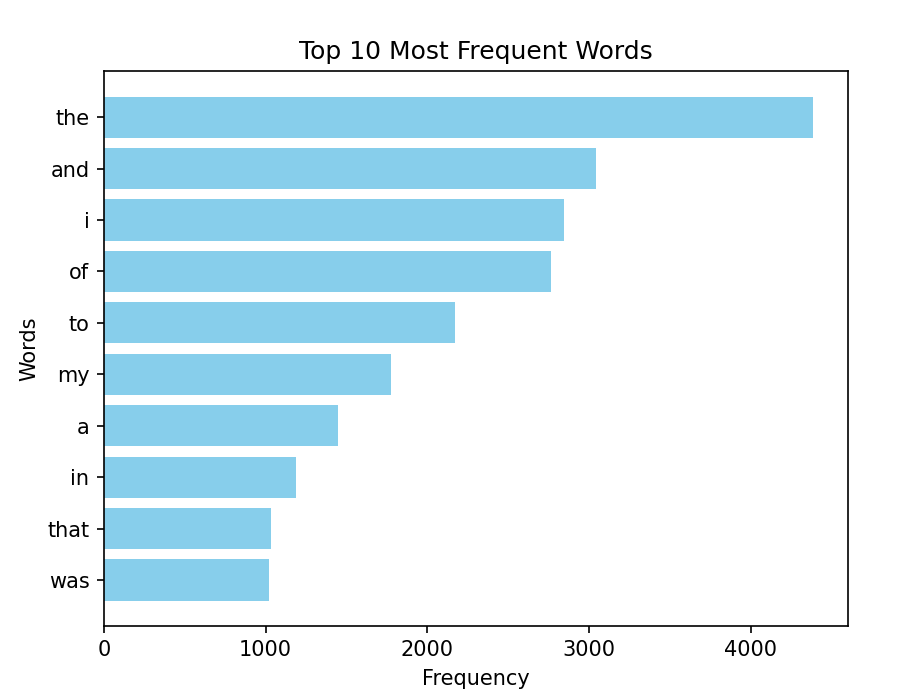 Top 10 Most Frequent Words
the
and
i
of
to
my
a
in
that
was
Words
0 1000 2000 3000 4000
Frequency